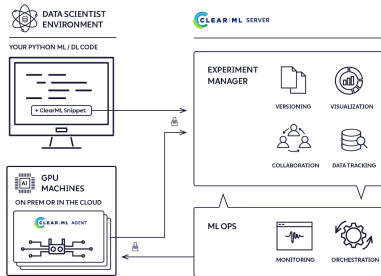 DATA SCIENTIST
ENVIRONMENT
YOUR PYTHON ML / DL CODE
+ ClearML Snippet
AI
GPU
MACHINES
ON PREM OR IN THE CLOUD
CLEAR|ML AGENT
CLEAR|ML SERVER
EXPERIMENT
MANAGER
VERSIONING
VISUALIZATION
COLLABORATION
DATA TRACKING
ML OPS
MONITORING
ORCHESTRATION